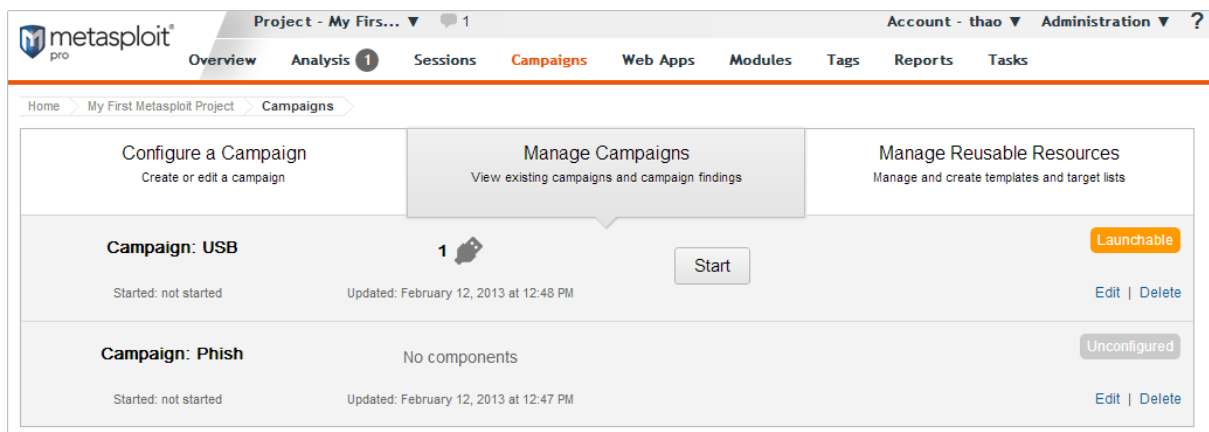 metasploit®
pro
Project - My Firs... ▼ 1
Account - thao ▼ Administration ▼ ?
Overview Analysis 1 Sessions Campaigns Web Apps Modules Tags Reports Tasks
Home My First Metasploit Project Campaigns
Configure a Campaign
Create or edit a campaign
Manage Campaigns
View existing campaigns and campaign findings
Manage Reusable Resources
Manage and create templates and target lists
Campaign: USB
1
Start
Launchable
Started: not started
Updated: February 12, 2013 at 12:48 PM
Edit | Delete
Campaign: Phish
No components
Unconfigured
Started: not started
Updated: February 12, 2013 at 12:47 PM
Edit | Delete